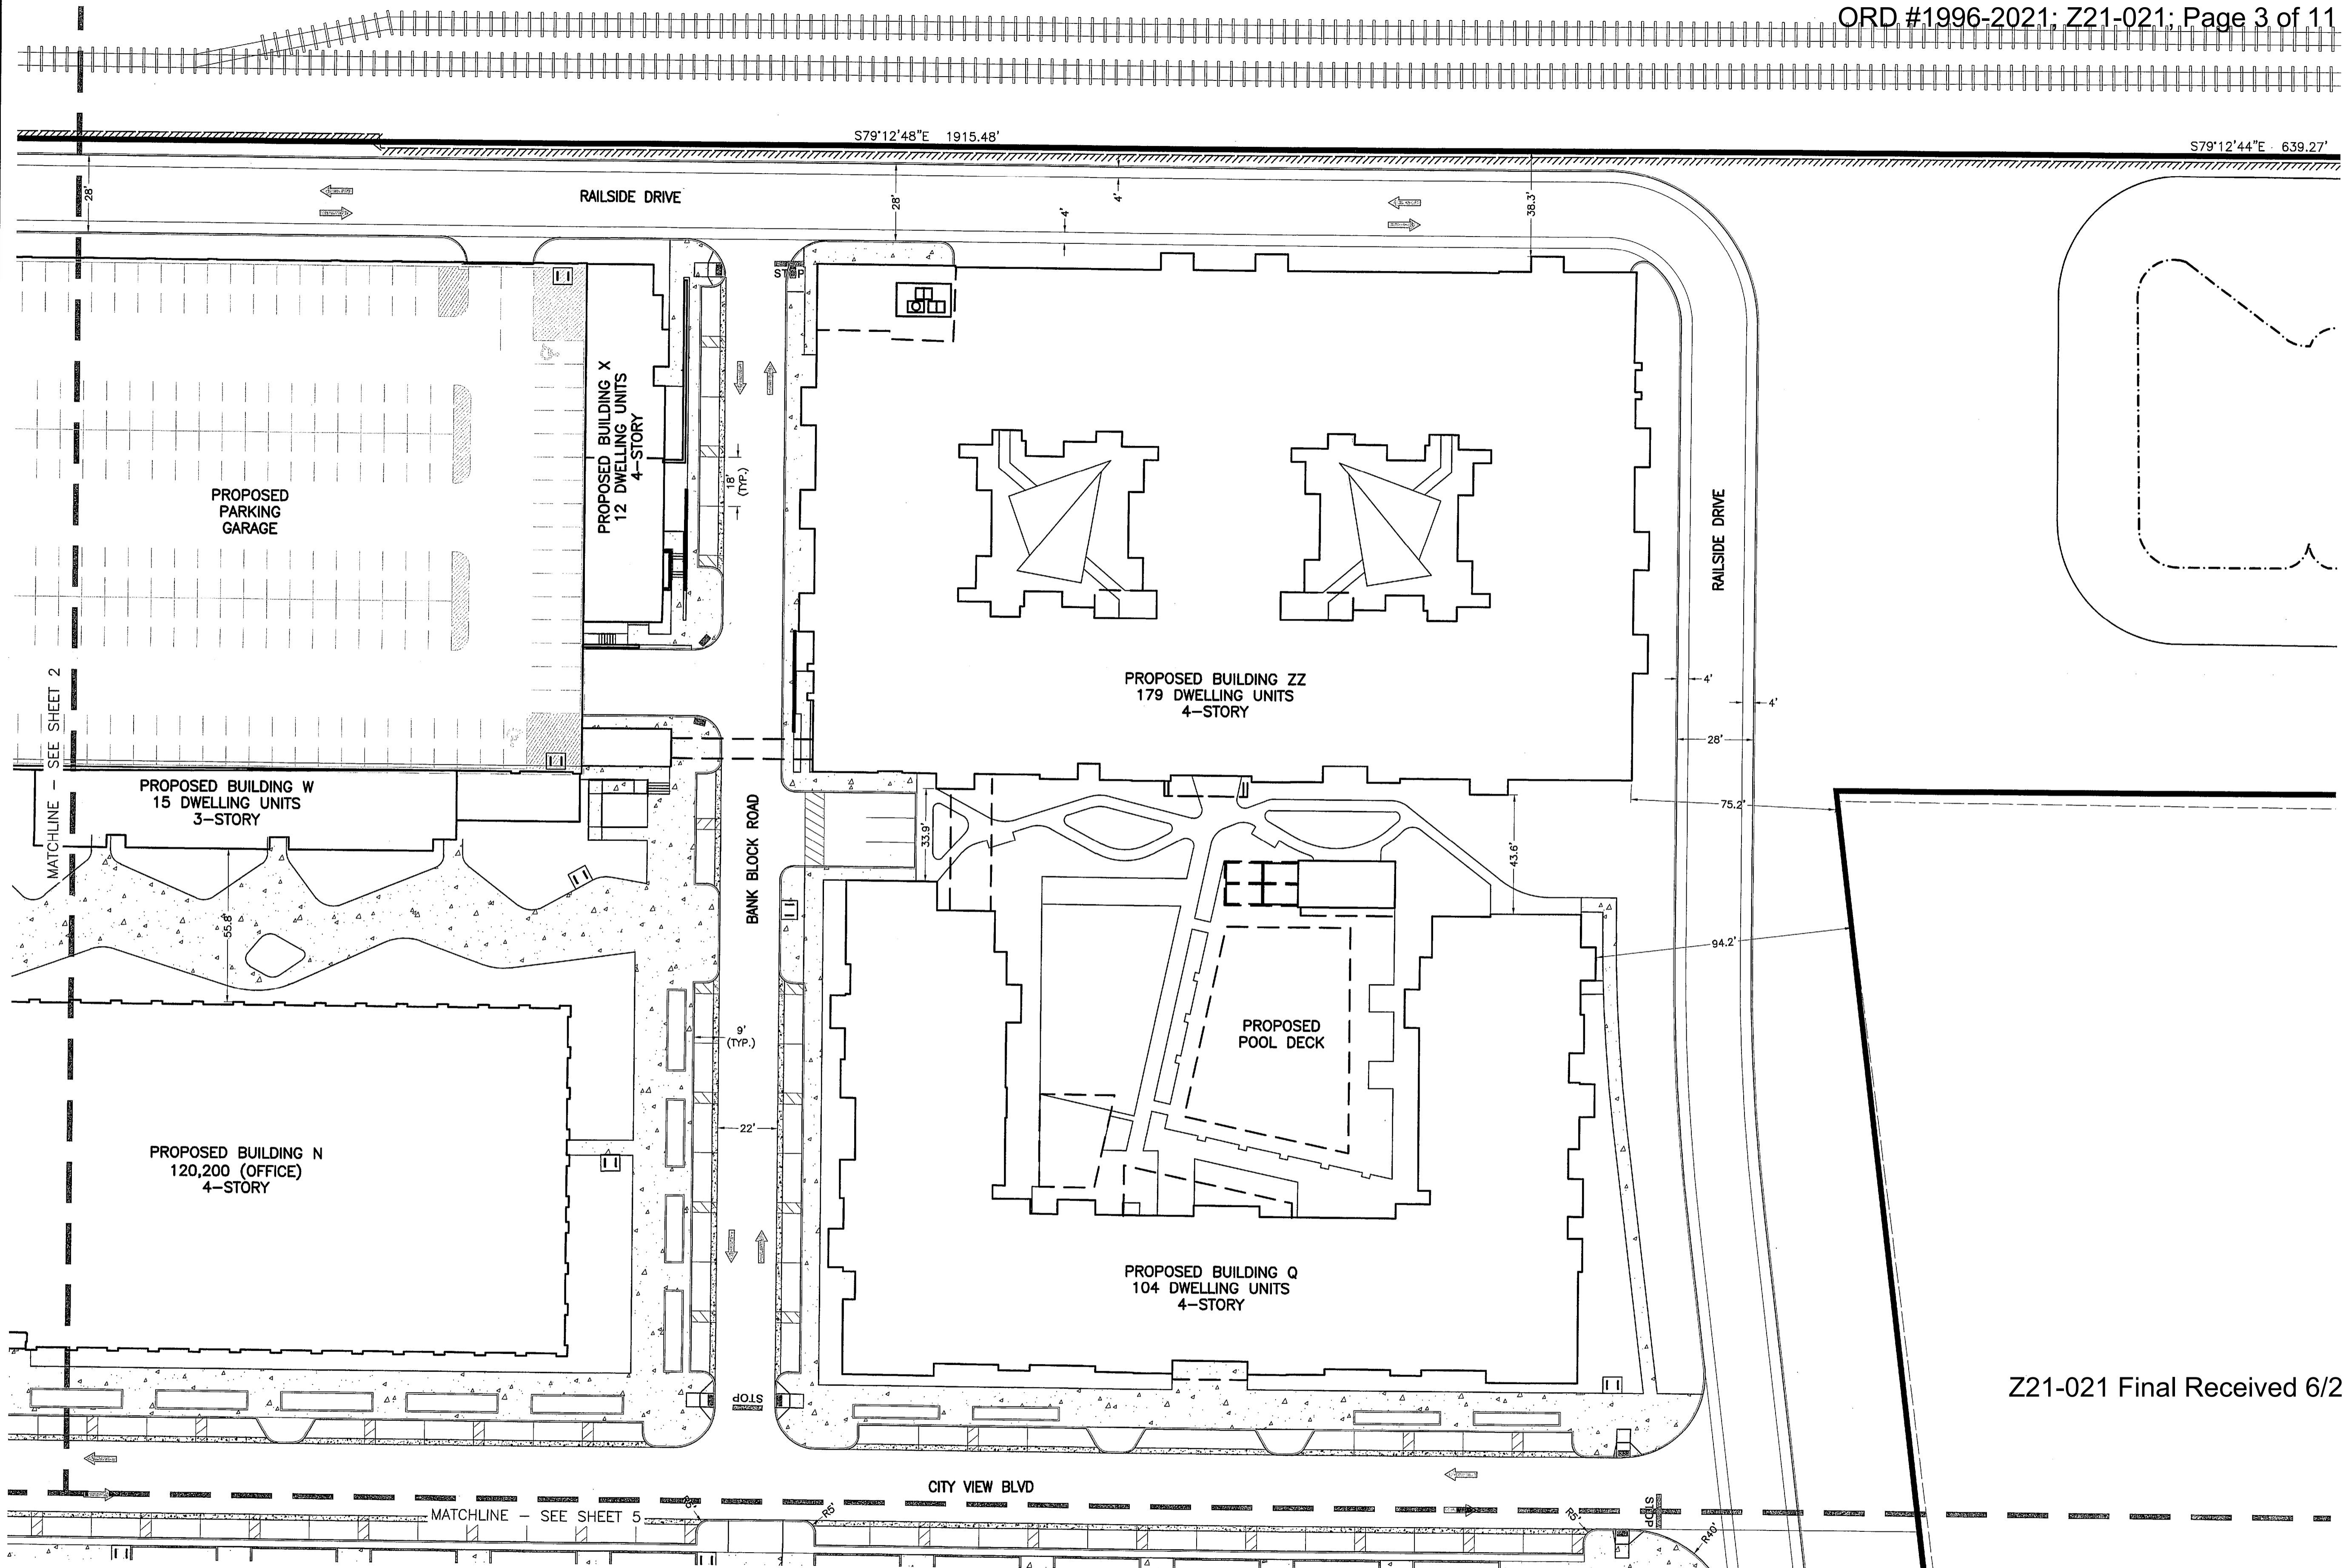 ORD #1996-2021; Z21-021; Page 3 of 11
S79°12'48"E 1915.48'
S79°12'44"E 639.27'
28'
RAILSIDE DRIVE
28'
4'
4'
38.3'
STOP
PROPOSED BUILDING X
12 DWELLING UNITS
4-STORY
18'
(TYP.)
PROPOSED
PARKING
GARAGE
RAILSIDE DRIVE
PROPOSED BUILDING ZZ
179 DWELLING UNITS
4-STORY
4'
4'
28'
MATCHLINE - SEE SHEET 2
PROPOSED BUILDING W
15 DWELLING UNITS
3-STORY
BANK BLOCK ROAD
33.9'
43.6'
75.2'
55.8'
94.2'
9'
(TYP.)
PROPOSED
POOL DECK
22'
PROPOSED BUILDING N
120,200 (OFFICE)
4-STORY
PROPOSED BUILDING Q
104 DWELLING UNITS
4-STORY
Z21-021 Final Received 6/2
STOP
CITY VIEW BLVD
MATCHLINE - SEE SHEET 5
R5'
R5'
R5'
STOP
R40'